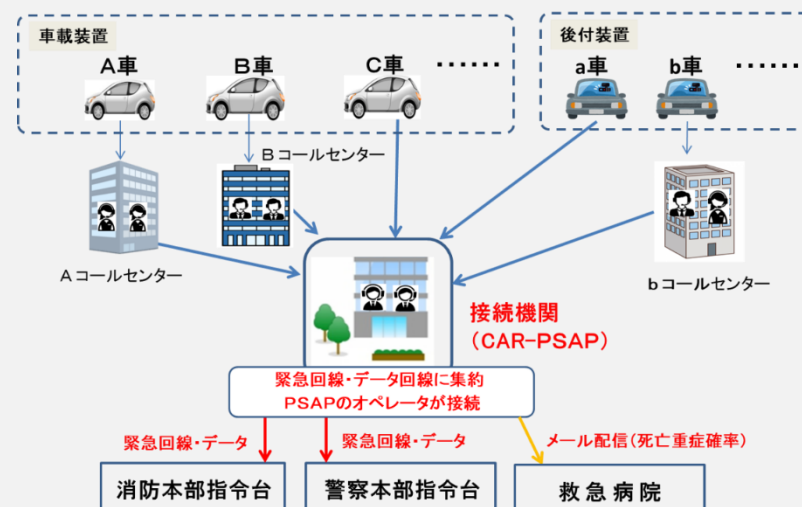 車載装置
後付装置
A車
B車
C車
……
a車
b車
……
Bコールセンター
Aコールセンター
bコールセンター
接続機関
(CAR-PSAP)
緊急回線・データ回線に集約
PSAPのオペレータが接続
緊急回線・データ
緊急回線・データ
メール配信(死亡重症確率)
消防本部指令台
警察本部指令台
救急病院